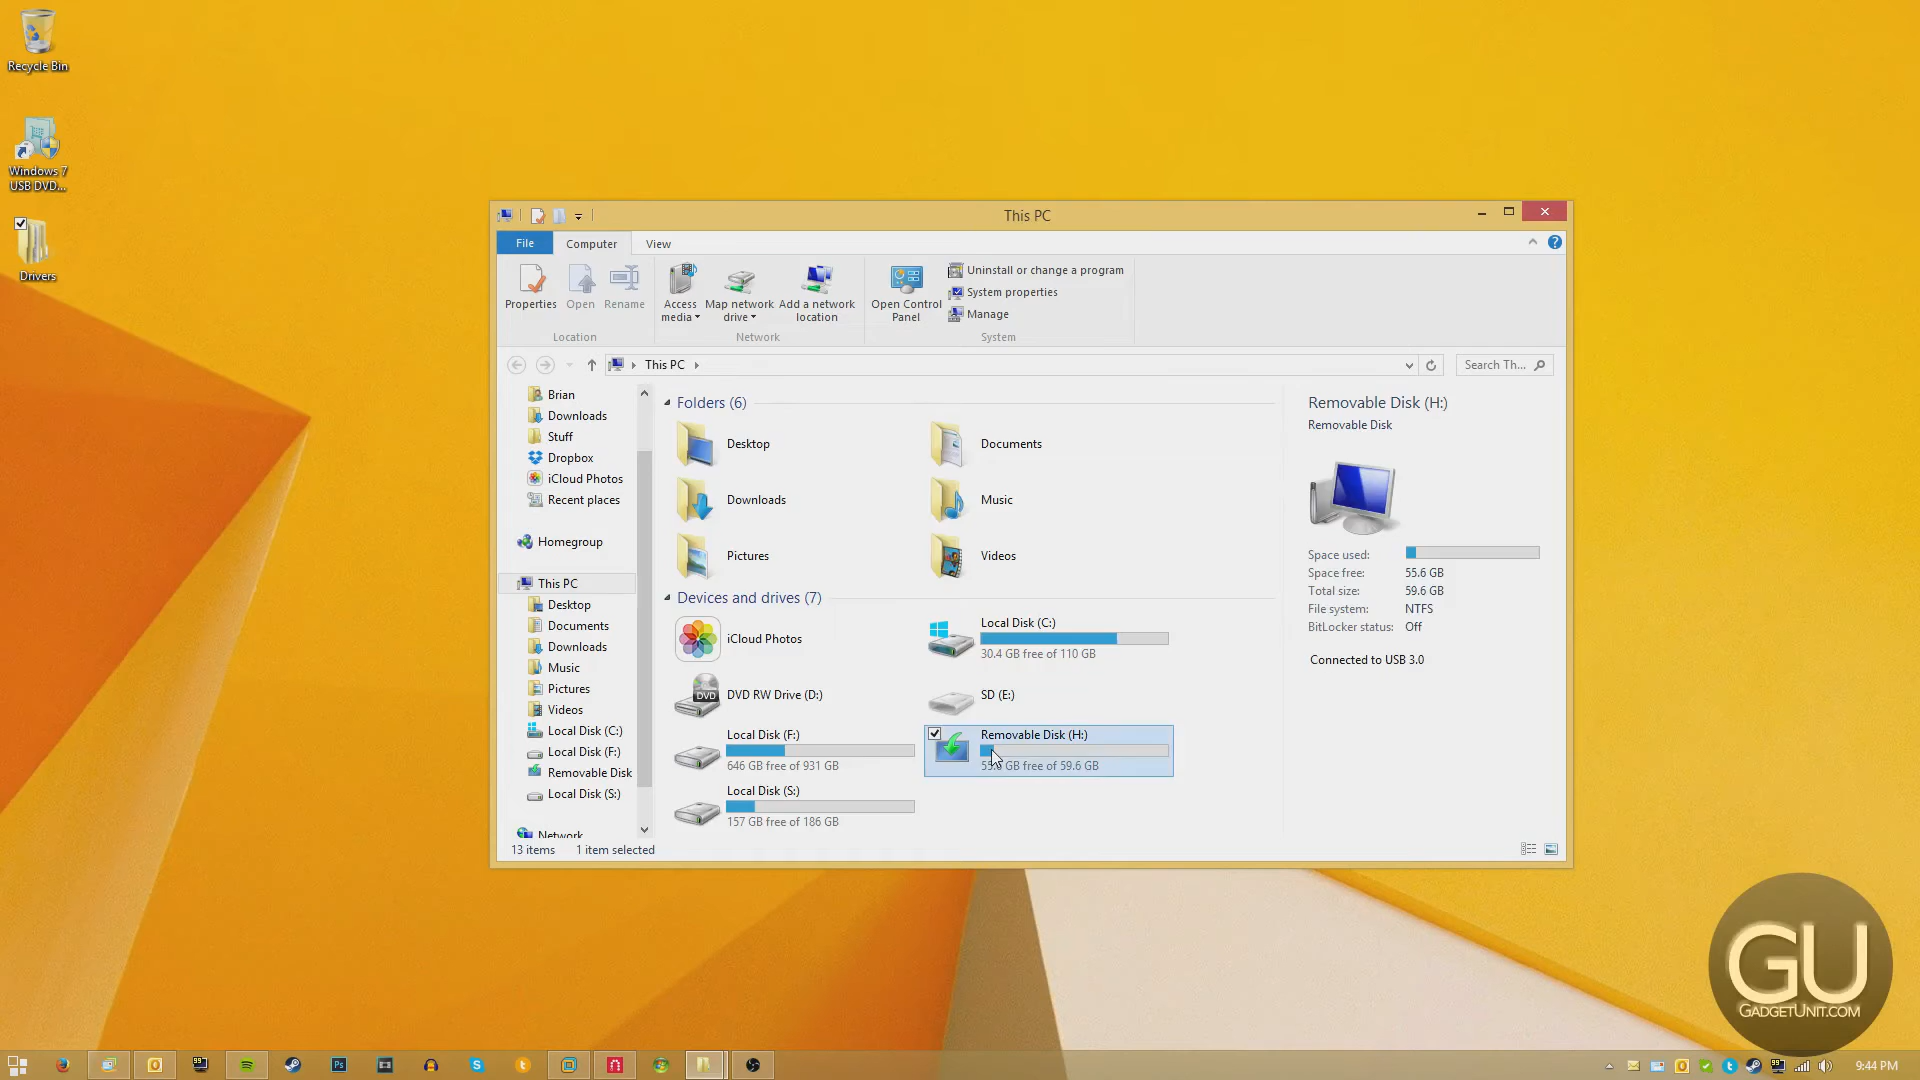 Recycle Bin
Windows 7
USB DVD...
Drivers
This PC
File
Computer
View
Properties
Open
Rename
Location
Access
media
Map network
drive
Add a network
location
Network
Open Control
Panel
Uninstall or change a program
System properties
Manage
System
This PC
Search Th...
Brian
Downloads
Stuff
Dropbox
iCloud Photos
Recent places
Homegroup
This PC
Desktop
Documents
Downloads
Music
Pictures
Videos
Local Disk (C:)
Local Disk (F:)
Removable Disk
Local Disk (S:)
Network
Folders (6)
Desktop
Documents
Downloads
Music
Pictures
Videos
Devices and drives (7)
iCloud Photos
Local Disk (C:)
30.4 GB free of 110 GB
DVD
DVD RW Drive (D:)
SD (E:)
Local Disk (F:)
646 GB free of 931 GB
Removable Disk (H:)
55.6 GB free of 59.6 GB
Local Disk (S:)
157 GB free of 186 GB
Removable Disk (H:)
Removable Disk
Space used:
Space free: 55.6 GB
Total size: 59.6 GB
File system: NTFS
BitLocker status: Off
Connected to USB 3.0
13 items 1 item selected
GU
GADGETUNIT.COM
Ps
9:44 PM